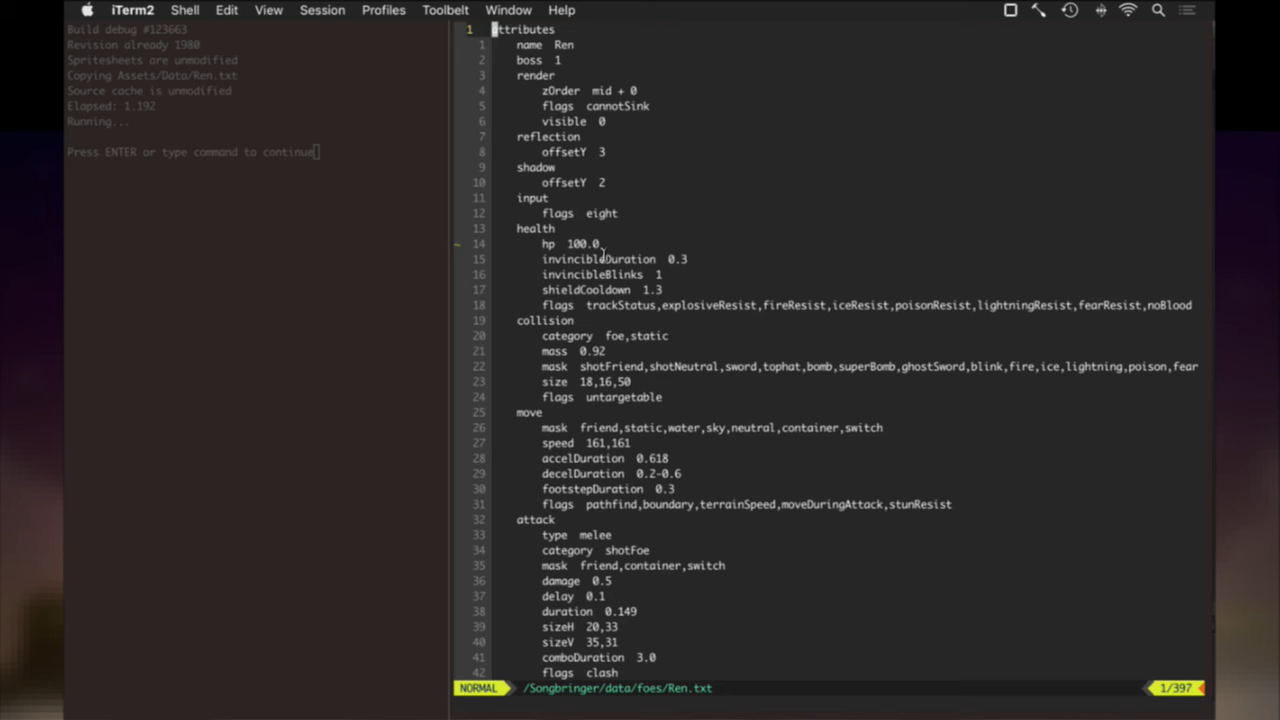 iTerm2 Shell Edit View Session Profiles Toolbelt Window Help
Build debug #123663
Revision already 1980
Spritesheets are unmodified
Copying Assets/Data/Ren.txt
Source cache is unmodified
Elapsed: 1.192
Running...
Press ENTER or type command to continue
1 attributes
1 name Ren
2 boss 1
3 render
4 zOrder mid + 0
5 flags cannotSink
6 visible 0
7 reflection
8 offsetY 3
9 shadow
10 offsetY 2
11 input
12 flags eight
13 health
~ 14 hp 100.0
15 invincibleDuration 0.3
16 invincibleBlinks 1
17 shieldCooldown 1.3
18 flags trackStatus,explosiveResist,fireResist,iceResist,poisonResist,lightningResist,fearResist,noBlood
19 collision
20 category foe,static
21 mass 0.92
22 mask shotFriend,shotNeutral,sword,tophat,bomb,superBomb,ghostSword,blink,fire,ice,lightning,poison,fear
23 size 18,16,50
24 flags untargetable
25 move
26 mask friend,static,water,sky,neutral,container,switch
27 speed 161,161
28 accelDuration 0.618
29 decelDuration 0.2-0.6
30 footstepDuration 0.3
31 flags pathfind,boundary,terrainSpeed,moveDuringAttack,stunResist
32 attack
33 type melee
34 category shotFoe
35 mask friend,container,switch
36 damage 0.5
37 delay 0.1
38 duration 0.149
39 sizeH 20,33
40 sizeV 35,31
41 comboDuration 3.0
42 flags clash
NORMAL /Songbringer/data/foes/Ren.txt 1/397